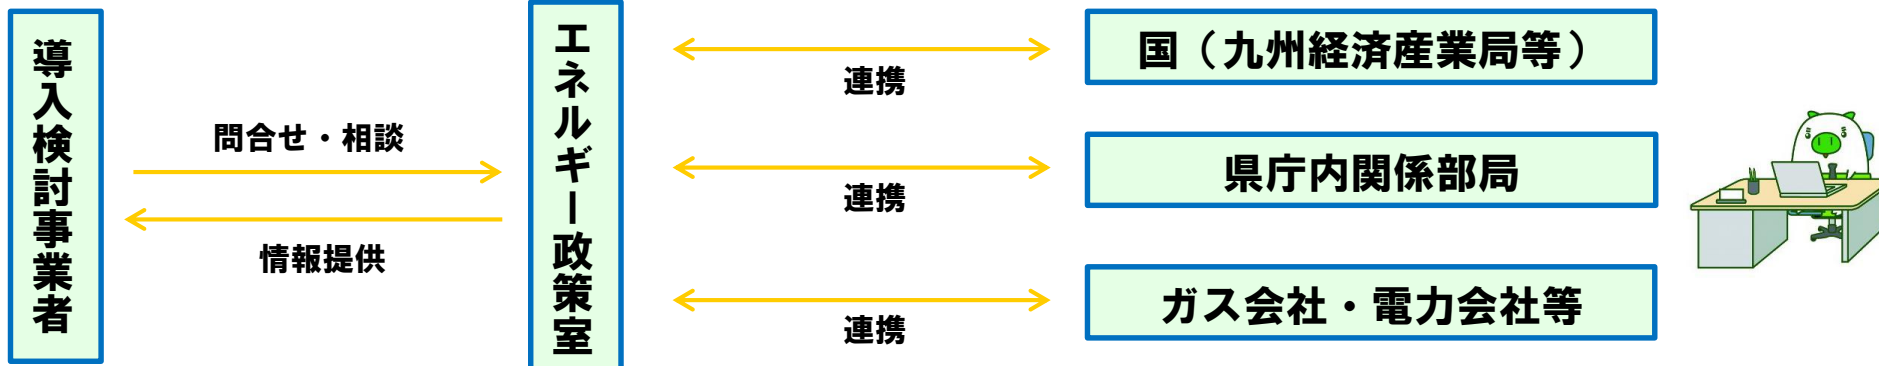 導入検討事業者
問合せ・相談
情報提供
エネルギー政策室
連携
国（九州経済産業局等）
連携
県庁内関係部局
連携
ガス会社・電力会社等